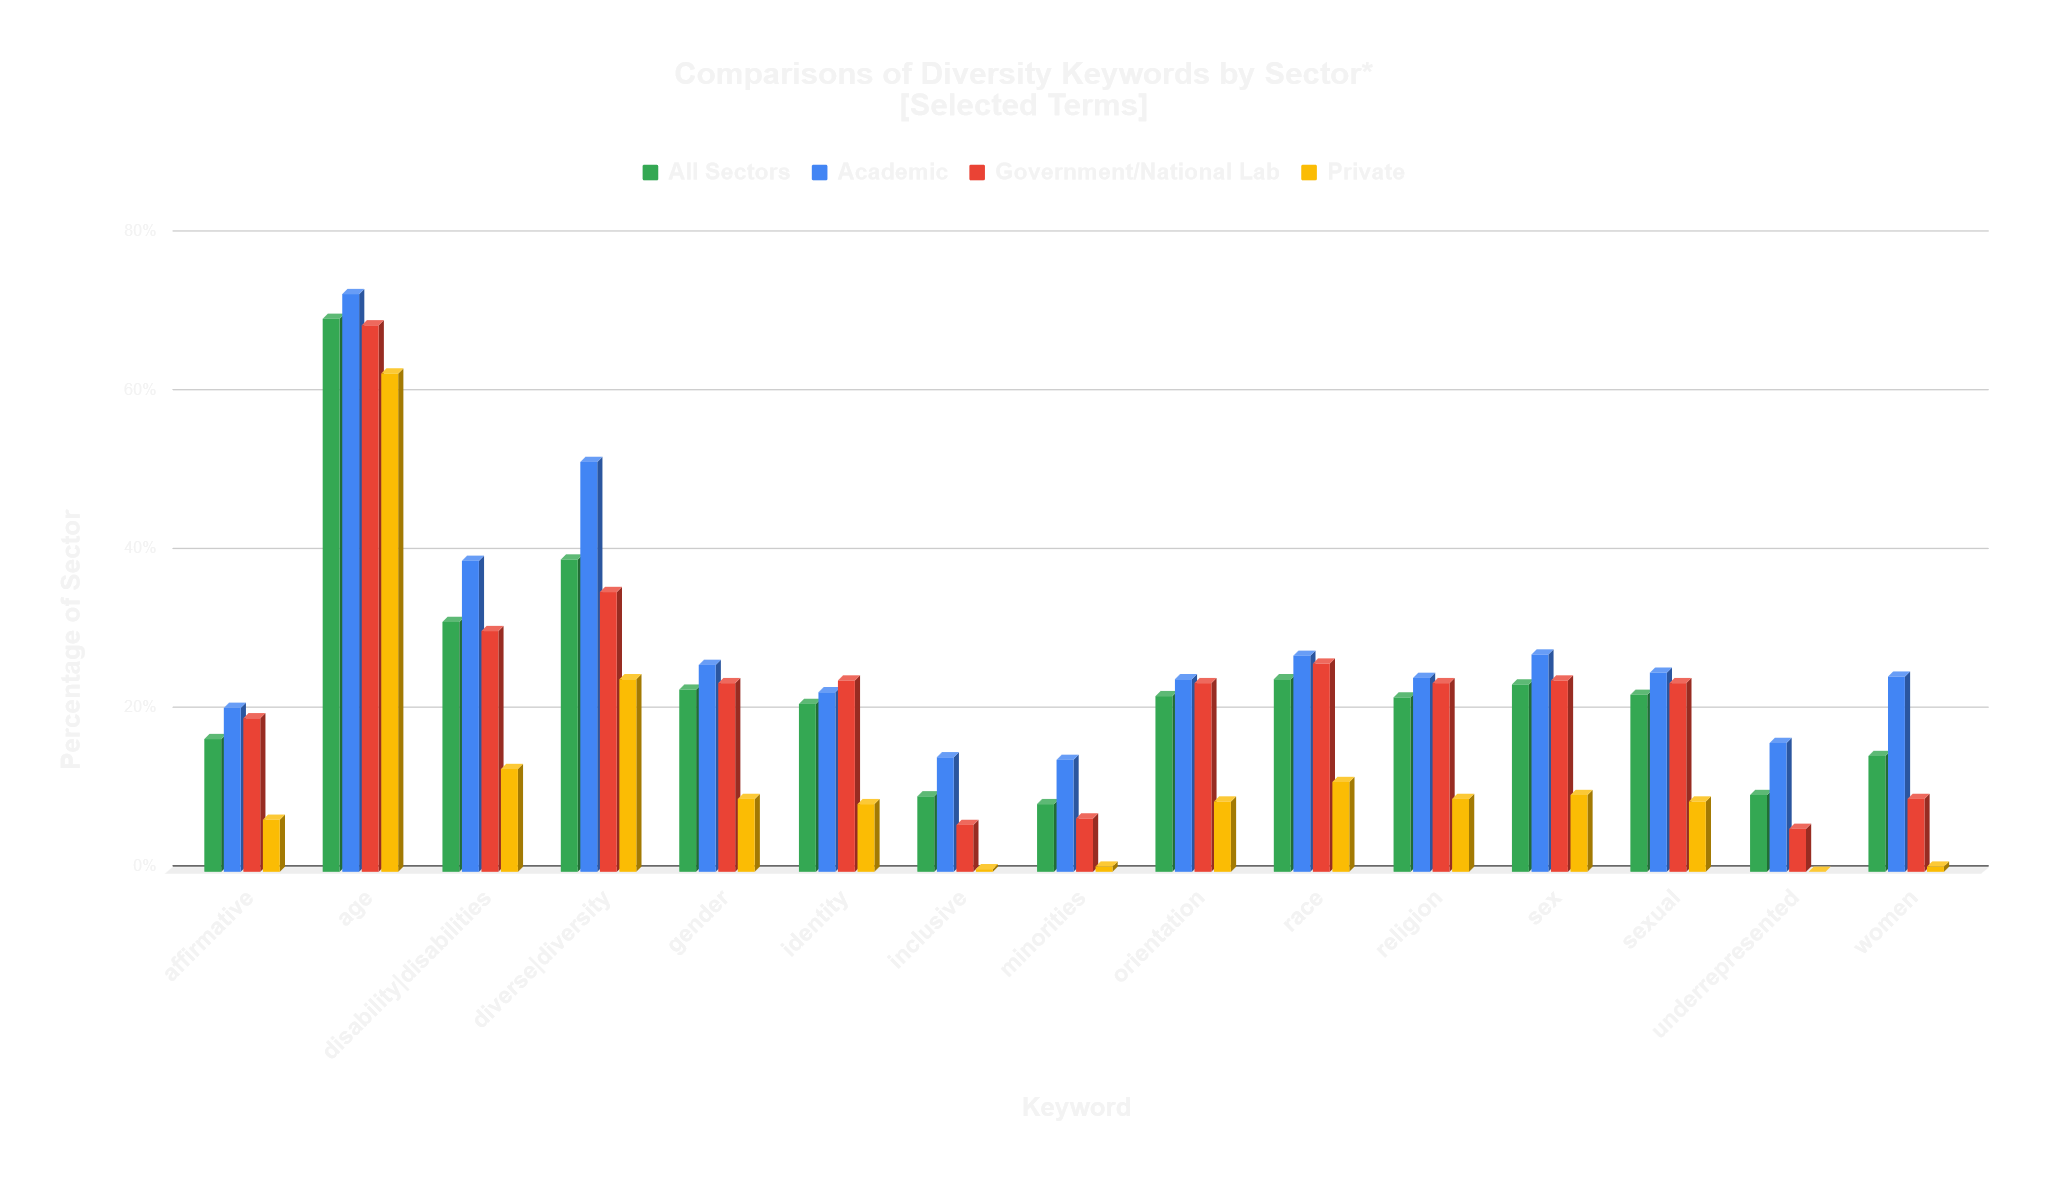 Comparisons of Diversity Keywords by Sector*
[Selected Terms]
All Sectors
Academic
Government/National Lab
Private
80%
60%
40%
20%
0%
Percentage of Sector
affirmative
age
disability|disabilities
diverse|diversity
gender
identity
inclusive
minorities
orientation
race
religion
sex
sexual
underrepresented
women
Keyword